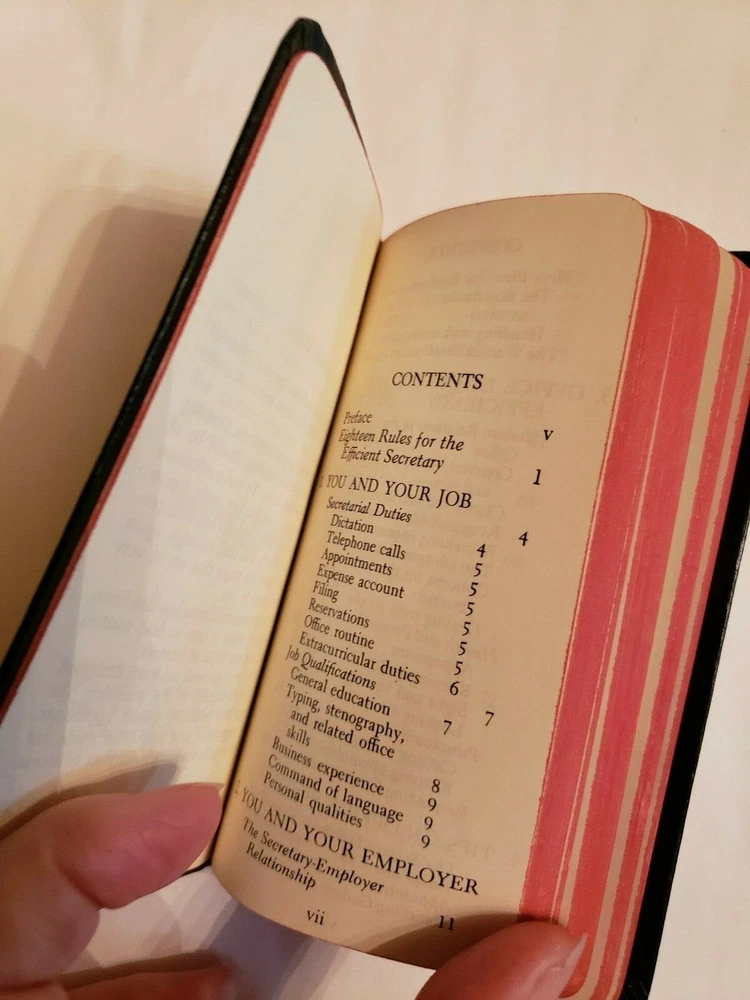 CONTENTS
Preface v
Eighteen Rules for the
Efficient Secretary 1
YOU AND YOUR JOB
Secretarial Duties 4
Dictation 4
Telephone calls 5
Appointments 5
Expense account 5
Filing 5
Reservations 5
Office routine 5
Extracurricular duties 6
Job Qualifications 7
General education 7
Typing, stenography,
and related office
skills 8
Business experience 9
Command of language 9
Personal qualities 9
YOU AND YOUR EMPLOYER
The Secretary-Employer
Relationship 11
vii